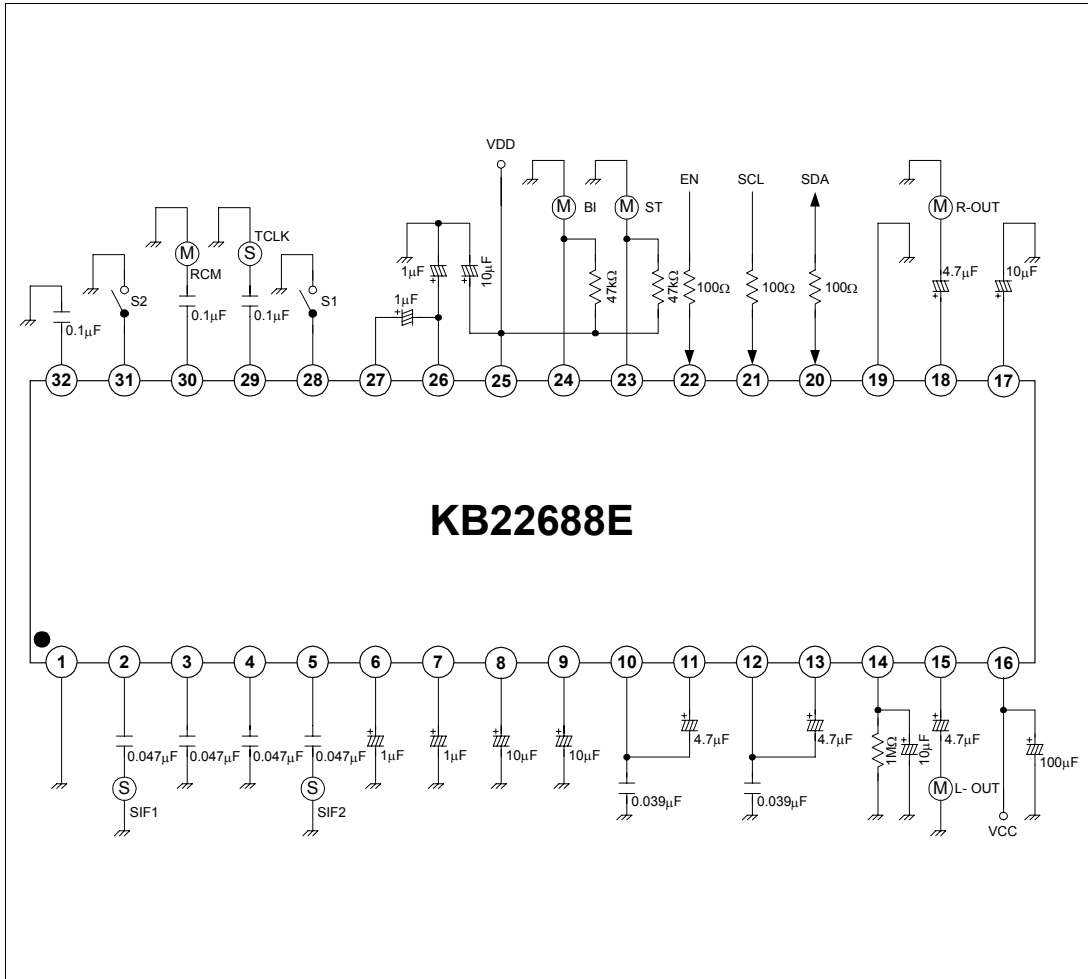 VDD
BI
ST
EN
SCL
SDA
R-OUT
TCLK
RCM
S2
S1
0.1μF
0.1μF
0.1μF
1μF
1μF
10μF
47kΩ
47kΩ
100Ω
100Ω
100Ω
4.7μF
10μF
M
S
M
M
M
32 31 30 29 28 27 26 25 24 23 22 21 20 19 18 17
KB22688E
1 2 3 4 5 6 7 8 9 10 11 12 13 14 15 16
0.047μF
0.047μF
0.047μF
0.047μF
1μF
1μF
10μF
10μF
4.7μF
4.7μF
0.039μF
0.039μF
1MΩ
10μF
4.7μF
100μF
S
SIF1
S
SIF2
M
L- OUT
VCC